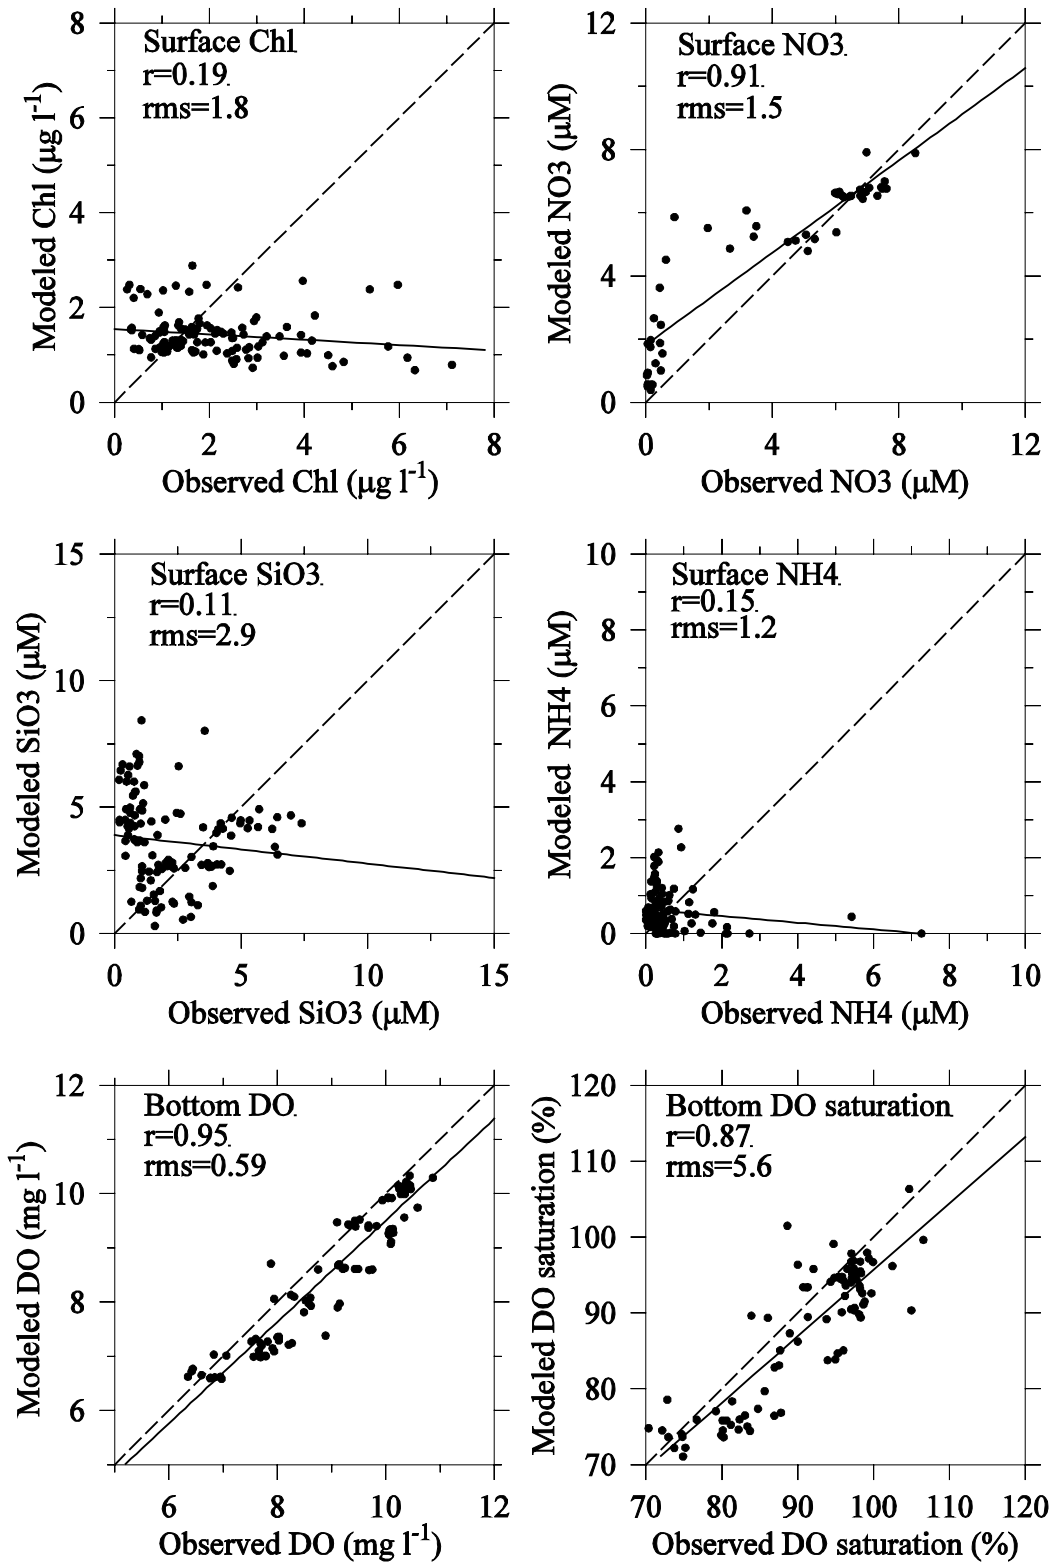 8
Surface Chl.
r=0.19.
rms=1.8
6
4
2
0
Modeled Chl (μg l-1)
0 2 4 6 8
Observed Chl (μg l-1)
12
Surface NO3.
r=0.91.
rms=1.5
8
4
0
Modeled NO3 (μM)
0 4 8 12
Observed NO3 (μM)
15
Surface SiO3.
r=0.11.
rms=2.9
10
5
0
Modeled SiO3 (μM)
0 5 10 15
Observed SiO3 (μM)
10
Surface NH4.
r=0.15.
rms=1.2
8
6
4
2
0
Modeled NH4 (μM)
0 2 4 6 8 10
Observed NH4 (μM)
12
Bottom DO.
r=0.95.
rms=0.59
10
8
6
Modeled DO (mg l-1)
6 8 10 12
Observed DO (mg l-1)
120
Bottom DO saturation.
r=0.87.
rms=5.6
110
100
90
80
70
Modeled DO saturation (%)
70 80 90 100 110 120
Observed DO saturation (%)